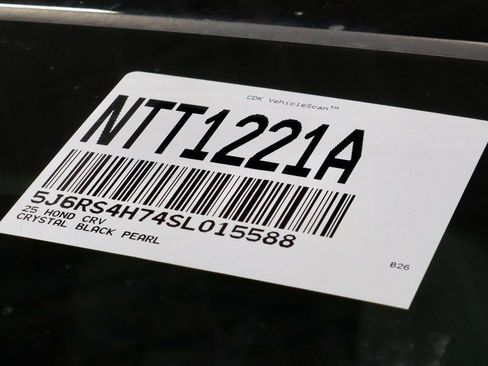 CDK VehicleScan™
NTT1221A
5J6RS4H74SL015588
25 HOND CRV
CRYSTAL BLACK PEARL
B26